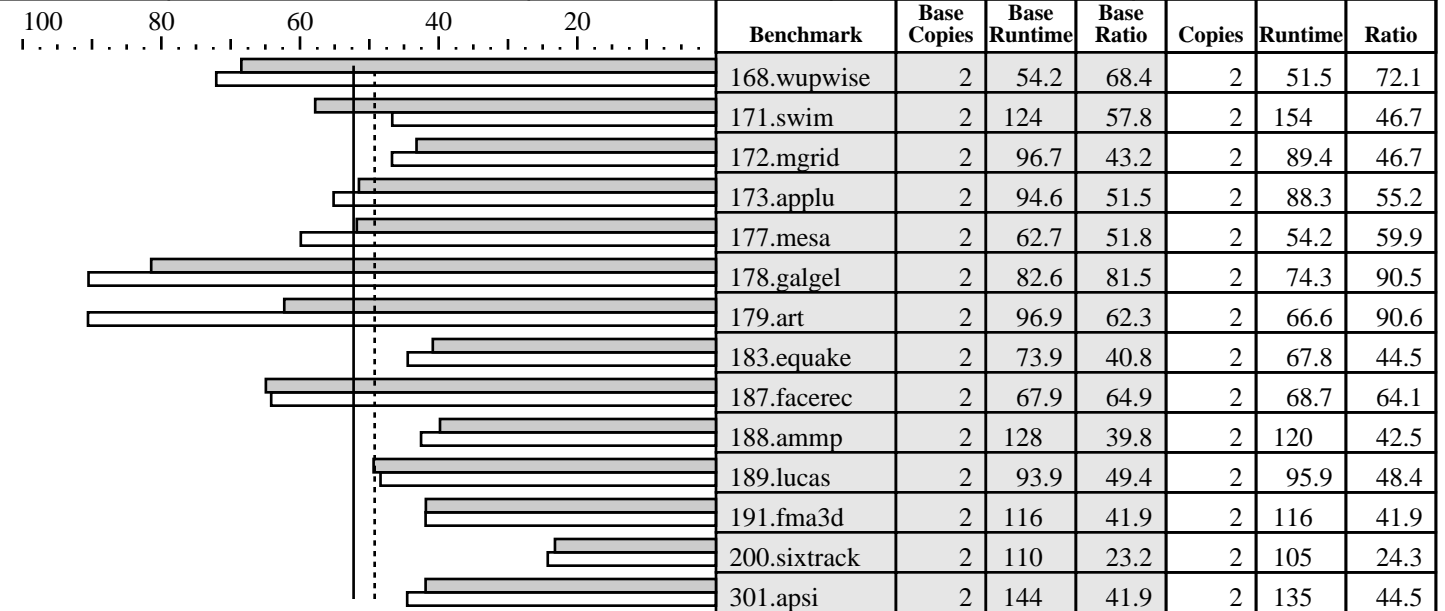 100 80 60 40 20 Benchmark Base Copies Base Runtime Base Ratio Copies Runtime Ratio
168.wupwise 2 54.2 68.4 2 51.5 72.1
171.swim 2 124 57.8 2 154 46.7
172.mgrid 2 96.7 43.2 2 89.4 46.7
173.applu 2 94.6 51.5 2 88.3 55.2
177.mesa 2 62.7 51.8 2 54.2 59.9
178.galgel 2 82.6 81.5 2 74.3 90.5
179.art 2 96.9 62.3 2 66.6 90.6
183.equake 2 73.9 40.8 2 67.8 44.5
187.facerec 2 67.9 64.9 2 68.7 64.1
188.ammp 2 128 39.8 2 120 42.5
189.lucas 2 93.9 49.4 2 95.9 48.4
191.fma3d 2 116 41.9 2 116 41.9
200.sixtrack 2 110 23.2 2 105 24.3
301.apsi 2 144 41.9 2 135 44.5